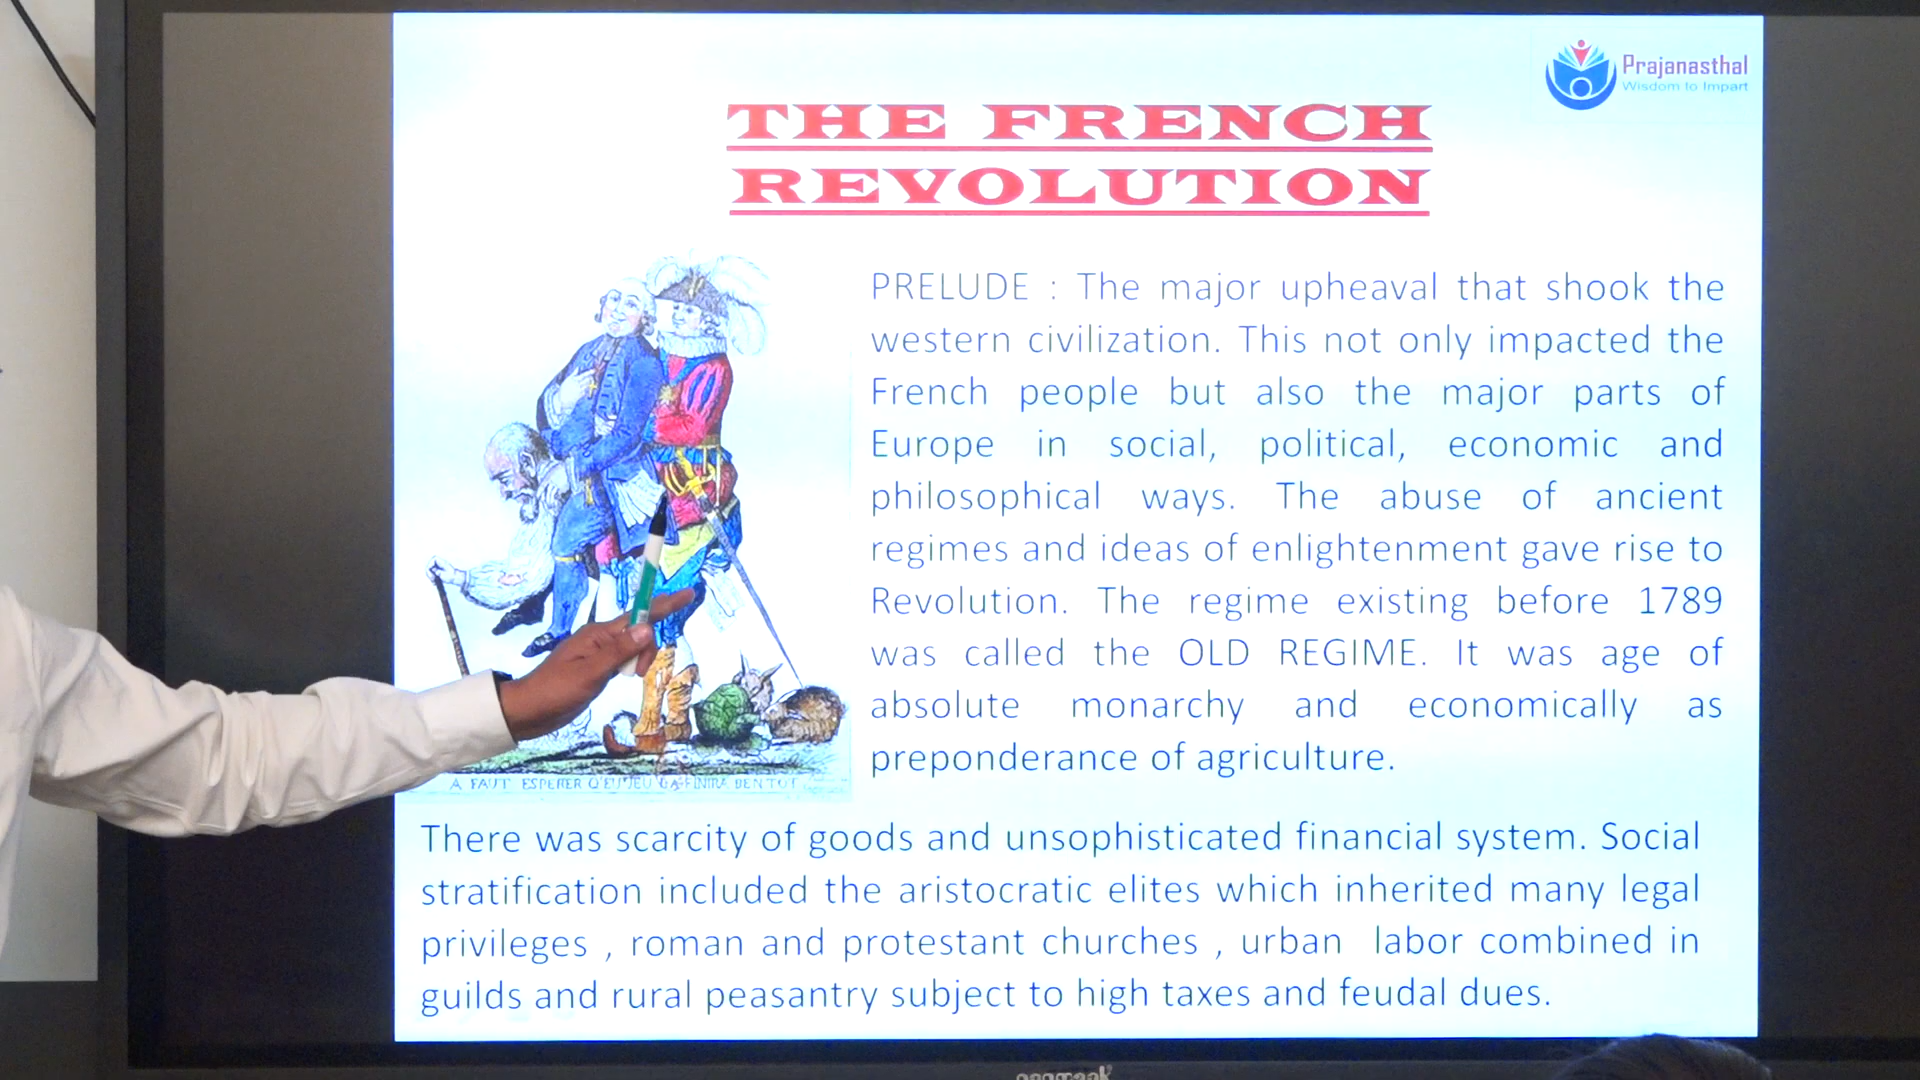 Prajanasthal
Wisdom to Impart
THE FRENCH
REVOLUTION
PRELUDE : The major upheaval that shook the
western civilization. This not only impacted the
French people but also the major parts of
Europe in social, political, economic and
philosophical ways. The abuse of ancient
regimes and ideas of enlightenment gave rise to
Revolution. The regime existing before 1789
was called the OLD REGIME. It was age of
absolute monarchy and economically as
preponderance of agriculture.
A FAUT ESPERER
There was scarcity of goods and unsophisticated financial system. Social
stratification included the aristocratic elites which inherited many legal
privileges , roman and protestant churches , urban labor combined in
guilds and rural peasantry subject to high taxes and feudal dues.